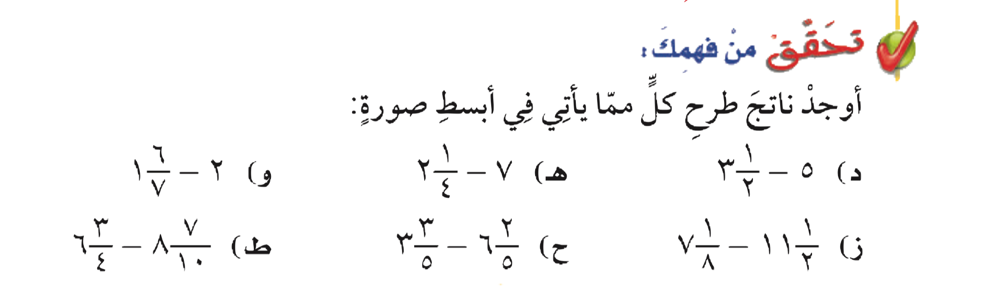 تحَقَّقْ منْ فهمِكَ:
أوجدْ ناتجَ طرحِ كلٍّ ممّا يأتِي فِي أبسطِ صورةٍ:
د) ٥ − ٣ ١/٢ هـ) ٧ − ٢ ١/٤ و) ٢ − ١ ٦/٧
ز) ١١ ١/٢ − ٧ ١/٨ ح) ٦ ٢/٥ − ٣ ٣/٥ ط) ٨ ٧/١٠ − ٦ ٣/٤